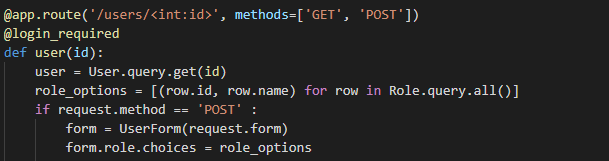 @app.route('/users/<int:id>', methods=['GET', 'POST'])
@login_required
def user(id):
    user = User.query.get(id)
    role_options = [(row.id, row.name) for row in Role.query.all()]
    if request.method == 'POST' :
        form = UserForm(request.form)
        form.role.choices = role_options